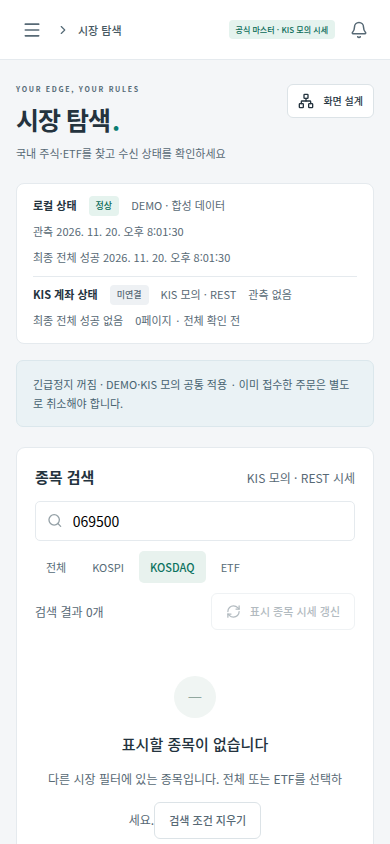 시장 탐색
공식 마스터 · KIS 모의 시세
YOUR EDGE, YOUR RULES
시장 탐색.
화면 설계
국내 주식·ETF를 찾고 수신 상태를 확인하세요
로컬 상태 정상 DEMO · 합성 데이터
관측 2026. 11. 20. 오후 8:01:30
최종 전체 성공 2026. 11. 20. 오후 8:01:30
KIS 계좌 상태 미연결 KIS 모의 · REST 관측 없음
최종 전체 성공 없음 0페이지 · 전체 확인 전
긴급정지 꺼짐 · DEMO·KIS 모의 공통 적용 · 이미 접수한 주문은 별도
로 취소해야 합니다.
종목 검색 KIS 모의 · REST 시세
069500
전체 KOSPI KOSDAQ ETF
검색 결과 0개 표시 종목 시세 갱신
—
표시할 종목이 없습니다
다른 시장 필터에 있는 종목입니다. 전체 또는 ETF를 선택하
세요. 검색 조건 지우기